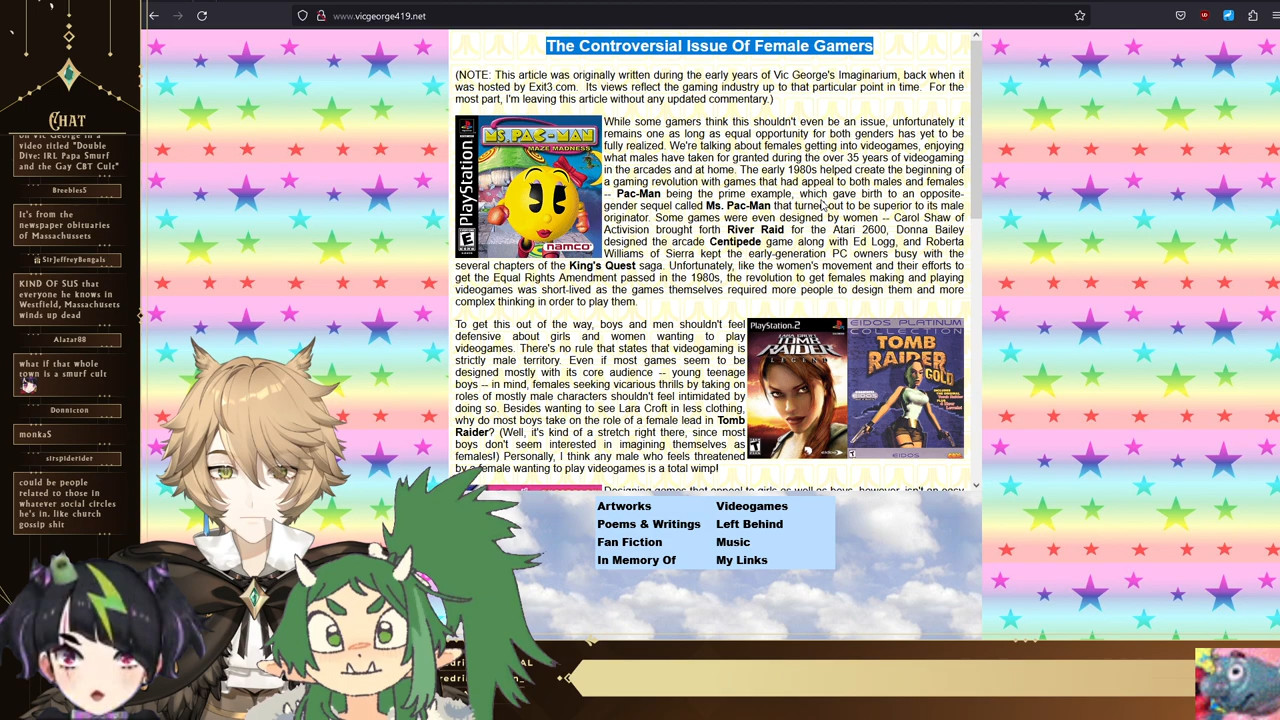 www.vicgeorge419.net
CHAT
on Vic George in a
video titled "Double
Dive: IRL Papa Smurf
and the Gay CBT Cult"
Breebles5
It's from the
newspaper obituaries
of Massachussets
SirJeffreyBengals
KIND OF SUS that
everyone he knows in
Westfield, Massachusets
winds up dead
Alatar88
what if that whole
town is a smurf cult
Donnicton
monkaS
sirspiderider
could be people
related to those in
whatever social circles
he's in. like church
gossip shit
The Controversial Issue Of Female Gamers
(NOTE: This article was originally written during the early years of Vic George's Imaginarium, back when it
was hosted by Exit3.com. Its views reflect the gaming industry up to that particular point in time. For the
most part, I'm leaving this article without any updated commentary.)
PlayStation
MS. PAC-MAN
MAZE MADNESS
E
namco
While some gamers think this shouldn't even be an issue, unfortunately it
remains one as long as equal opportunity for both genders has yet to be
fully realized. We're talking about females getting into videogames, enjoying
what males have taken for granted during the over 35 years of videogaming
in the arcades and at home. The early 1980s helped create the beginning of
a gaming revolution with games that had appeal to both males and females
-- Pac-Man being the prime example, which gave birth to an opposite-
gender sequel called Ms. Pac-Man that turned out to be superior to its male
originator. Some games were even designed by women -- Carol Shaw of
Activision brought forth River Raid for the Atari 2600, Donna Bailey
designed the arcade Centipede game along with Ed Logg, and Roberta
Williams of Sierra kept the early-generation PC owners busy with the
several chapters of the King's Quest saga. Unfortunately, like the women's movement and their efforts to
get the Equal Rights Amendment passed in the 1980s, the revolution to get females making and playing
videogames was short-lived as the games themselves required more people to design them and more
complex thinking in order to play them.
To get this out of the way, boys and men shouldn't feel
defensive about girls and women wanting to play
videogames. There's no rule that states that videogaming is
strictly male territory. Even if most games seem to be
designed mostly with its core audience -- young teenage
boys -- in mind, females seeking vicarious thrills by taking on
roles of mostly male characters shouldn't feel intimidated by
doing so. Besides wanting to see Lara Croft in less clothing,
why do most boys take on the role of a female lead in Tomb
Raider? (Well, it's kind of a stretch right there, since most
boys don't seem interested in imagining themselves as
females!) Personally, I think any male who feels threatened
by a female wanting to play videogames is a total wimp!
PlayStation 2
TOMB RAIDER
LEGEND
T
EIDOS PLATINUM
COLLECTION
TOMB
RAIDER
GOLD
EIDOS
Designing games that appeal to girls as well as boys, however, isn't an easy
Artworks
Videogames
Poems & Writings
Left Behind
Fan Fiction
Music
In Memory Of
My Links